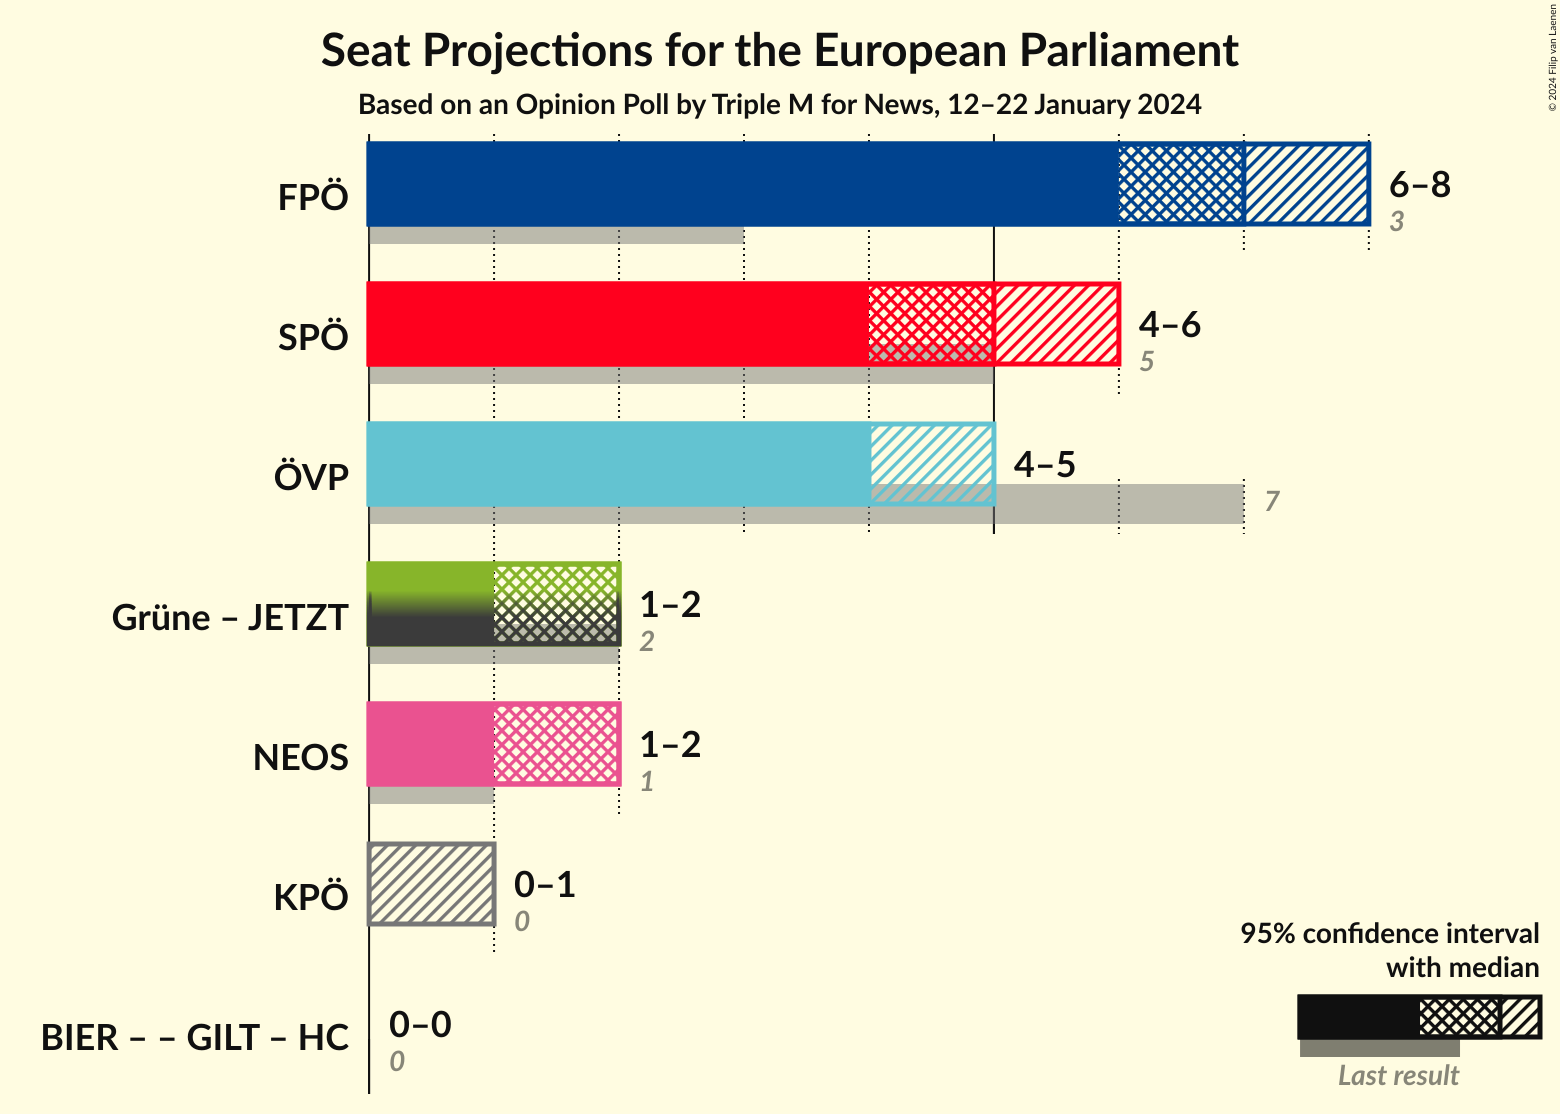 Seat Projections for the European Parliament
Based on an Opinion Poll by Triple M for News, 12–22 January 2024
© 2024 Filip van Laenen
FPÖ
6–8
3
SPÖ
4–6
5
ÖVP
4–5
7
Grüne – JETZT
1–2
2
NEOS
1–2
1
KPÖ
0–1
0
BIER – – GILT – HC
0–0
0
95% confidence interval
with median
Last result